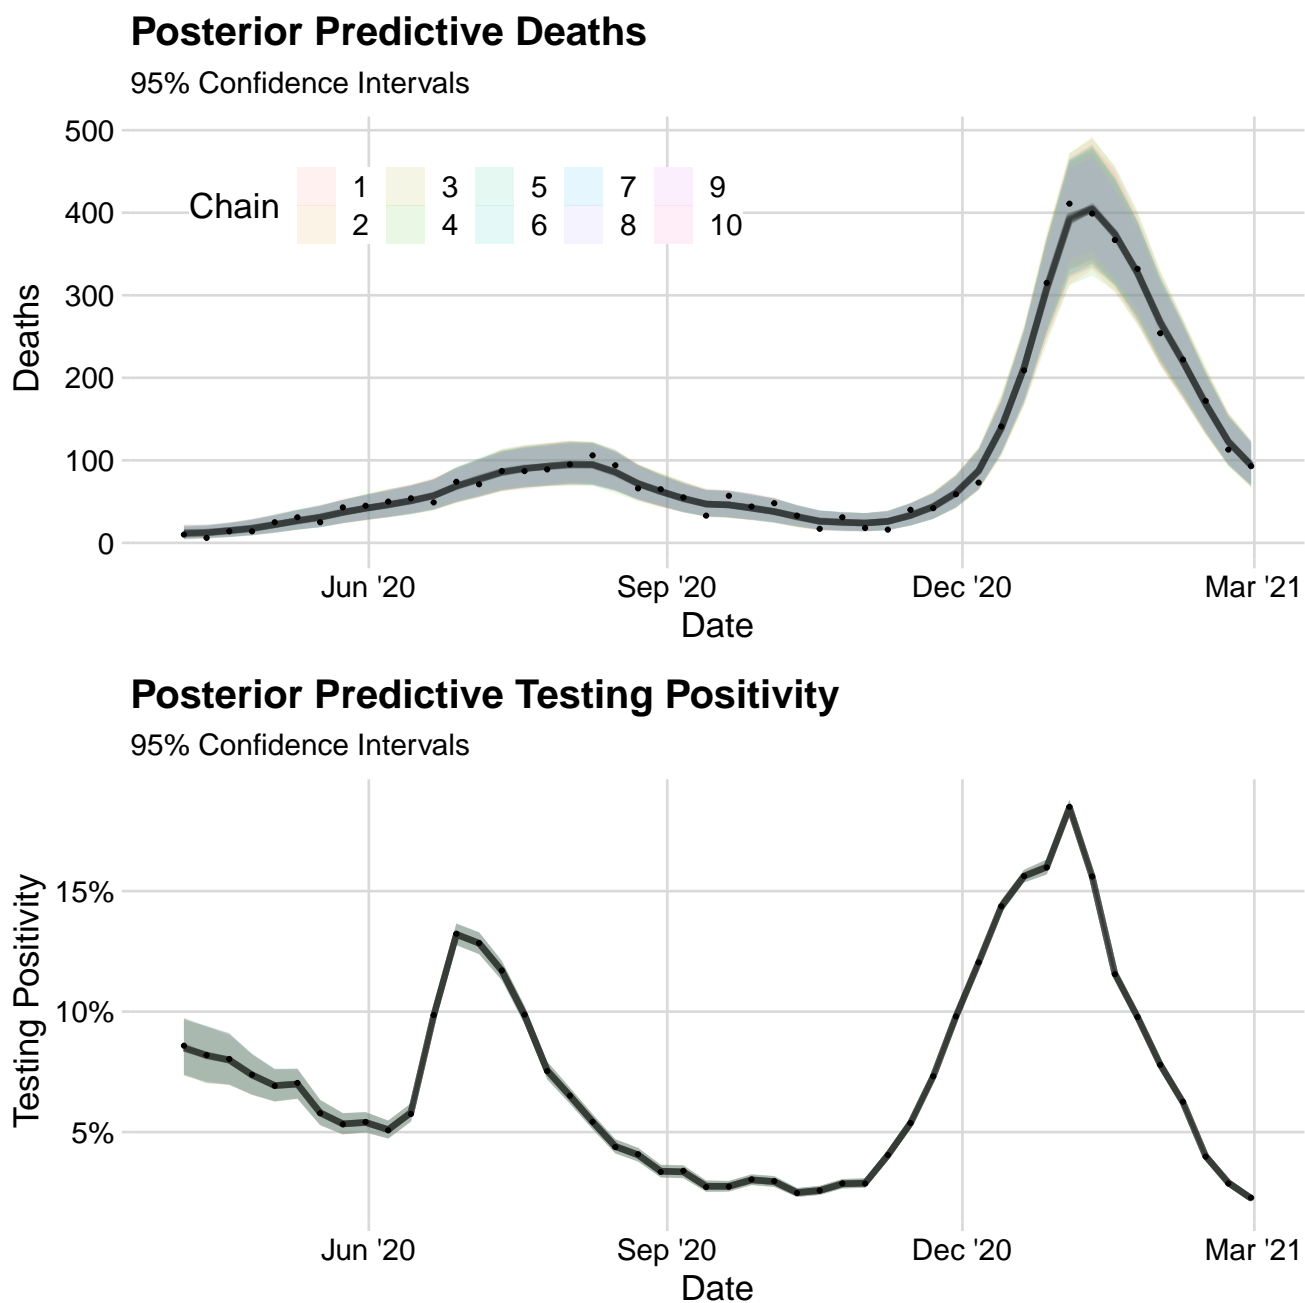 Posterior Predictive Deaths
95% Confidence Intervals
500
400
300
200
100
0
Deaths
Chain
1 3 5 7 9
2 4 6 8 10
Jun '20 Sep '20 Dec '20 Mar '21
Date
Posterior Predictive Testing Positivity
95% Confidence Intervals
15%
10%
5%
Testing Positivity
Jun '20 Sep '20 Dec '20 Mar '21
Date